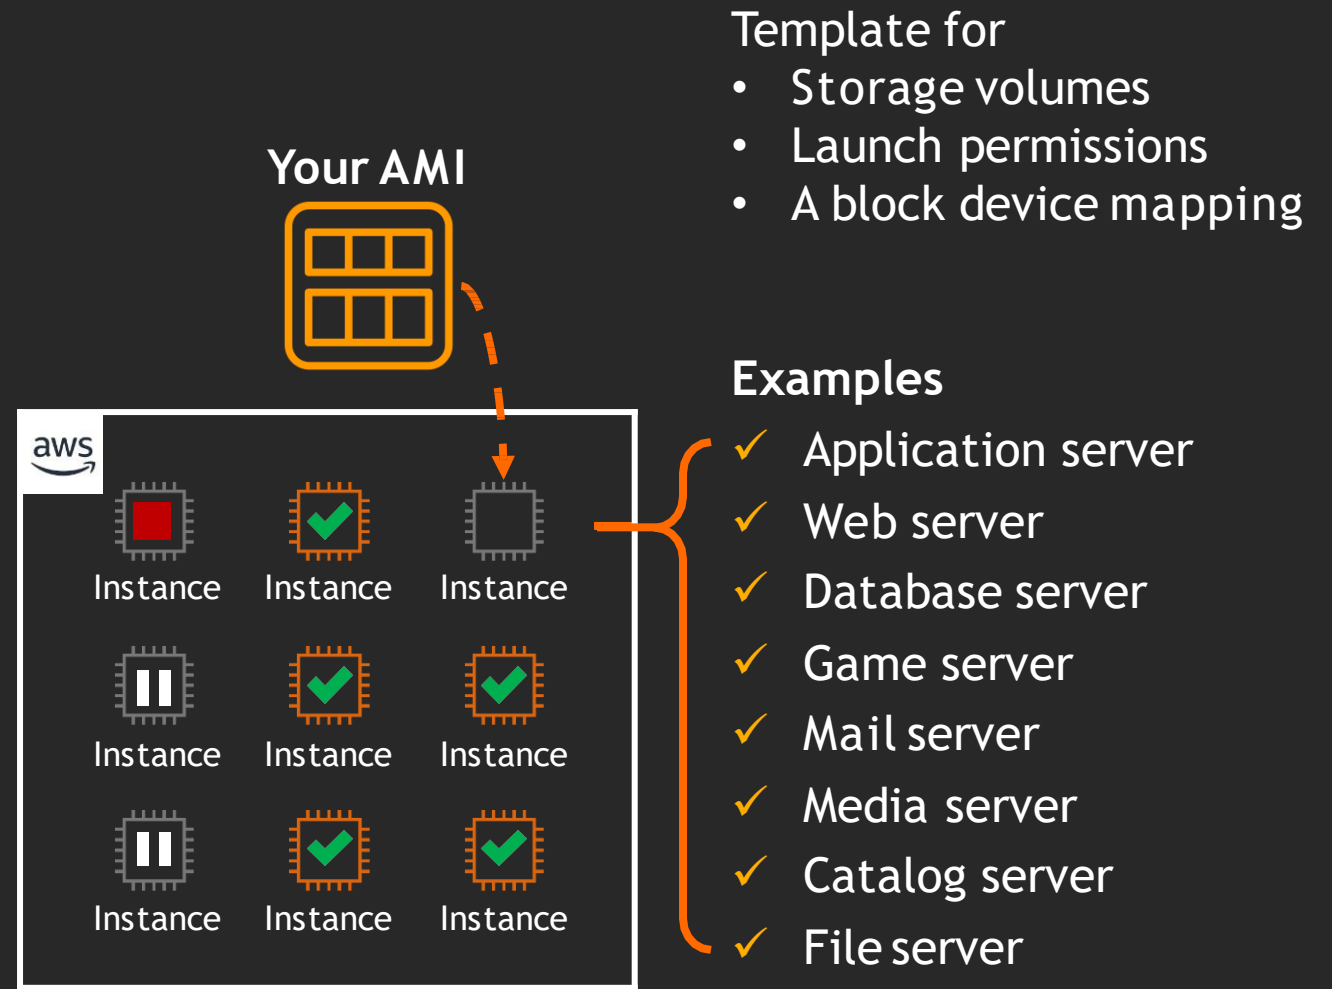 Template for
• Storage volumes
• Launch permissions
• A block device mapping
Your AMI
aws
Instance Instance Instance
Instance Instance Instance
Instance Instance Instance
Examples
✓ Application server
✓ Web server
✓ Database server
✓ Game server
✓ Mail server
✓ Media server
✓ Catalog server
✓ File server